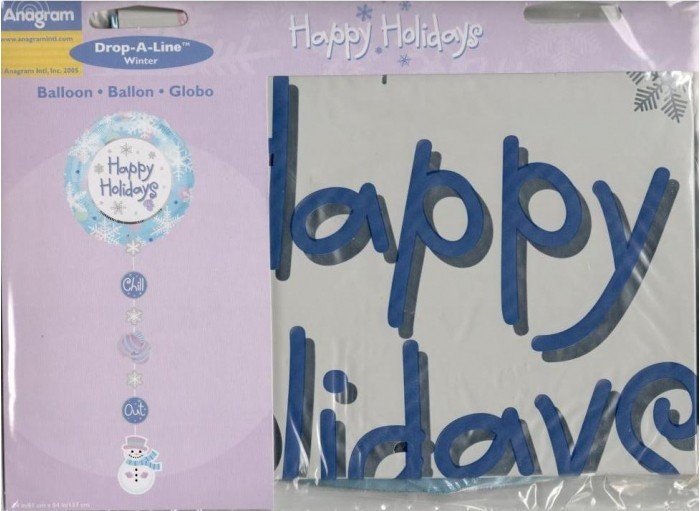 Anagram
www.anagramintl.com
Drop-A-Line™
Winter
Anagram Intl, Inc. 2005
Balloon • Ballon • Globo
Happy Holidays
Happy
Holidays
Chill
Out
appy
lidays